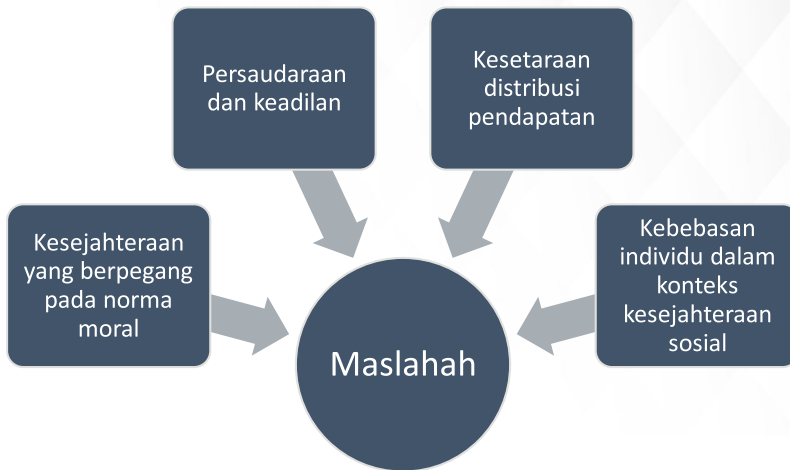 Persaudaraan
dan keadilan
Kesetaraan
distribusi
pendapatan
Kesejahteraan
yang berpegang
pada norma
moral
Kebebasan
individu dalam
konteks
kesejahteraan
sosial
Maslahah